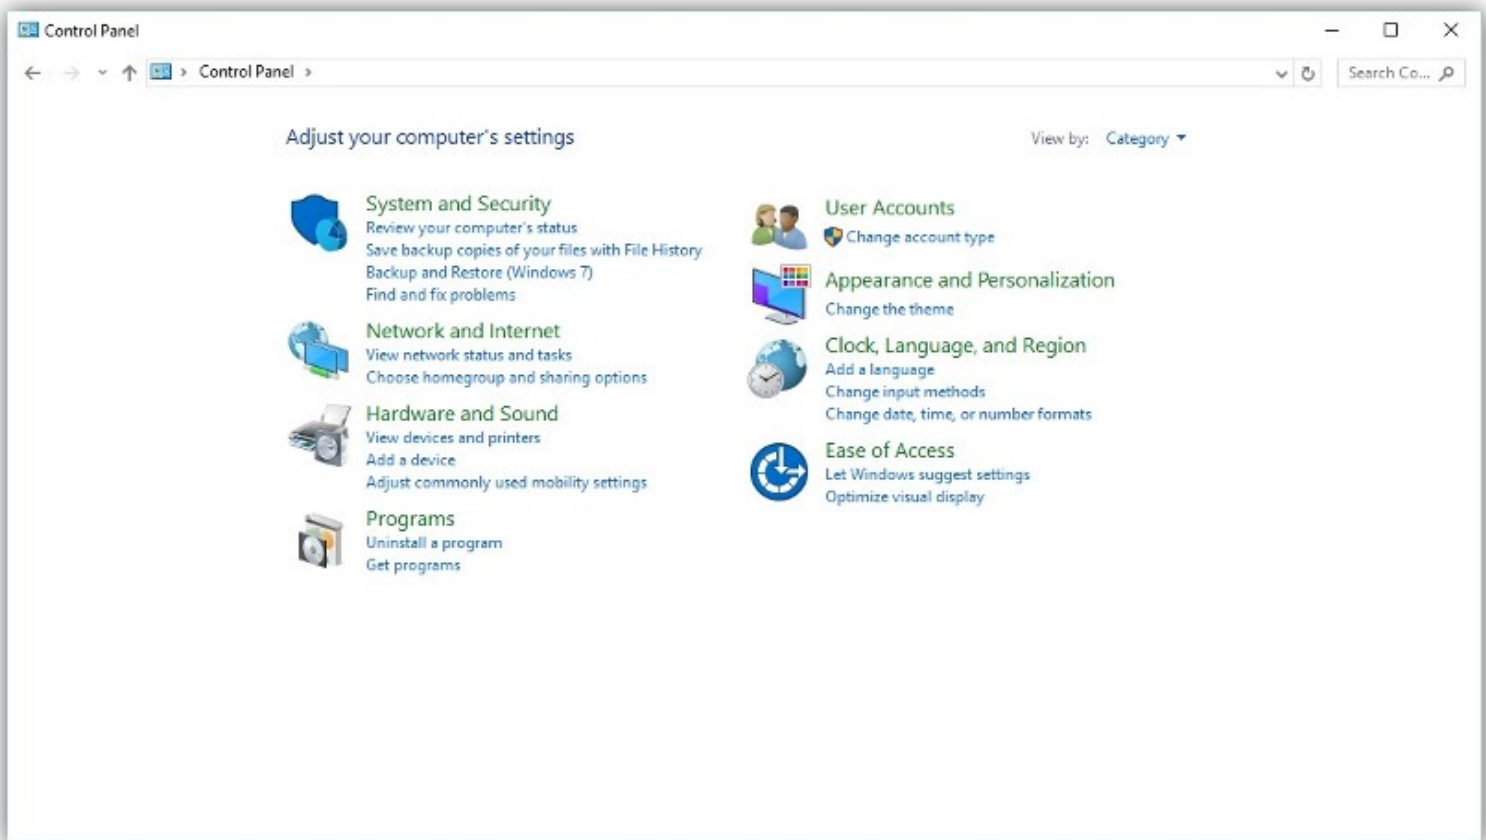 Control Panel
Control Panel
Search Co...
Adjust your computer's settings
View by: Category
System and Security
Review your computer's status
Save backup copies of your files with File History
Backup and Restore (Windows 7)
Find and fix problems
Network and Internet
View network status and tasks
Choose homegroup and sharing options
Hardware and Sound
View devices and printers
Add a device
Adjust commonly used mobility settings
Programs
Uninstall a program
Get programs
User Accounts
Change account type
Appearance and Personalization
Change the theme
Clock, Language, and Region
Add a language
Change input methods
Change date, time, or number formats
Ease of Access
Let Windows suggest settings
Optimize visual display